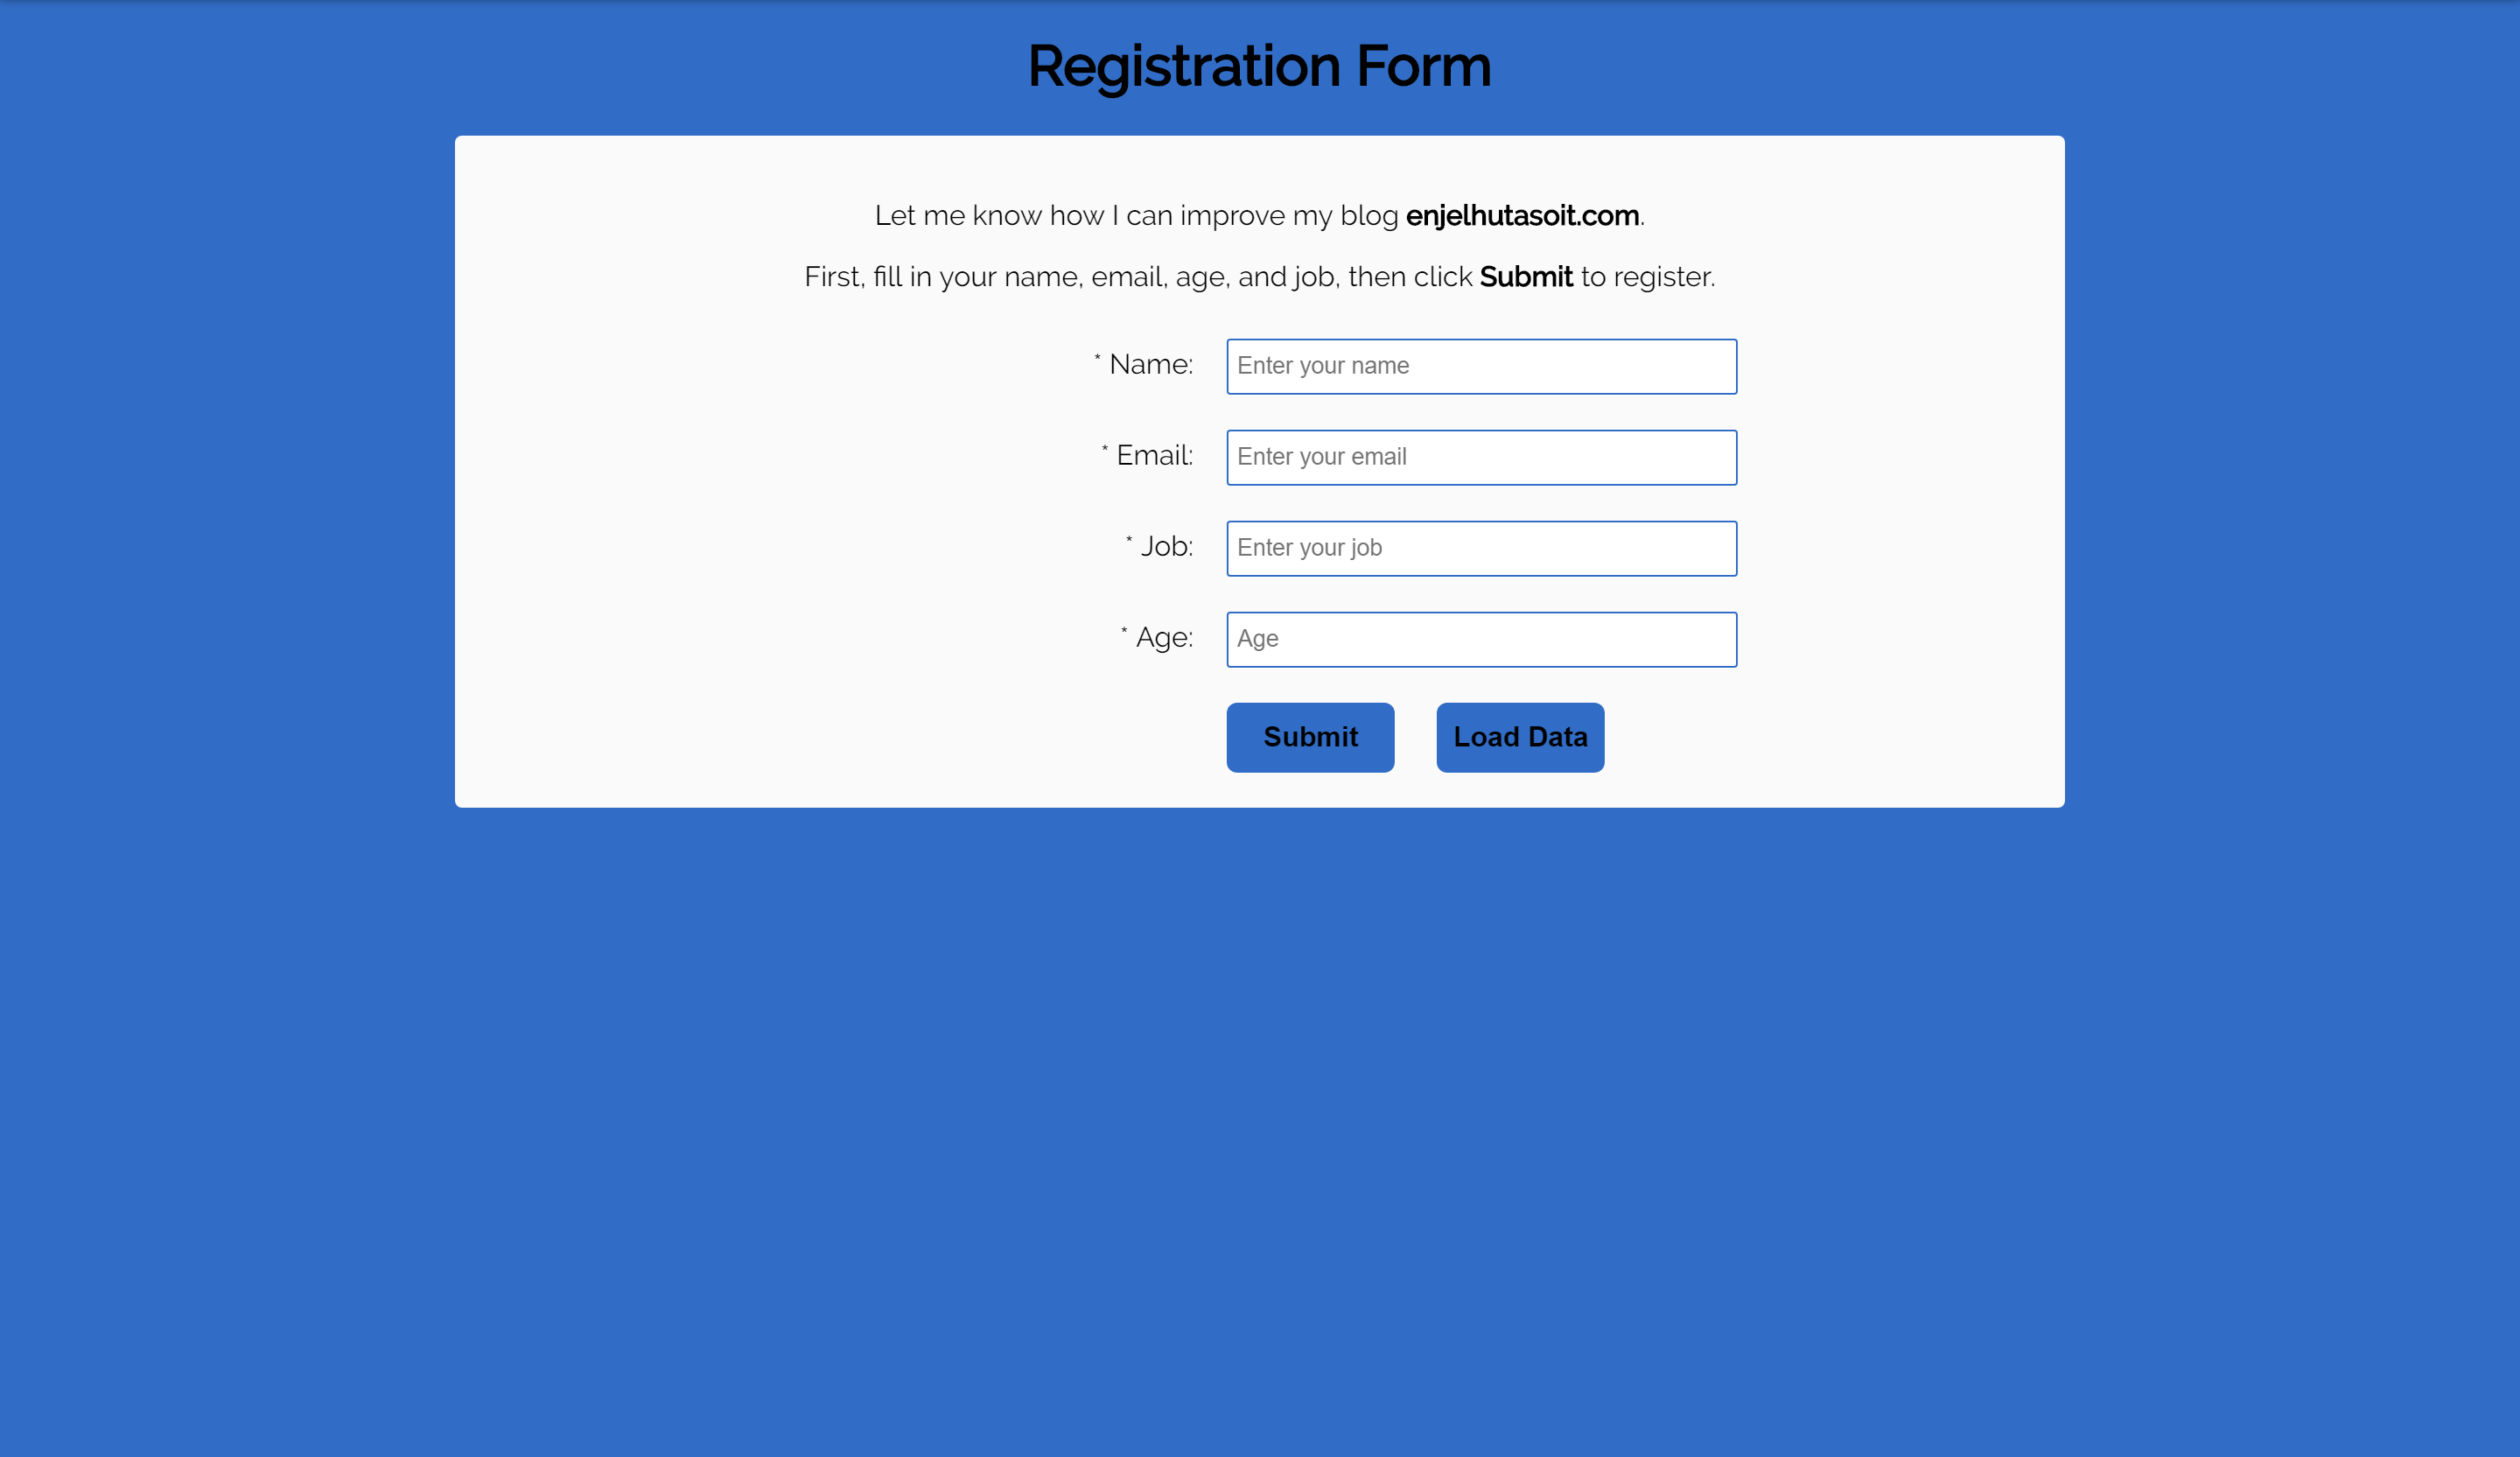 Registration Form
Let me know how I can improve my blog enjelhutasoit.com.
First, fill in your name, email, age, and job, then click Submit to register.
* Name: Enter your name
* Email: Enter your email
* Job: Enter your job
* Age: Age
Submit Load Data